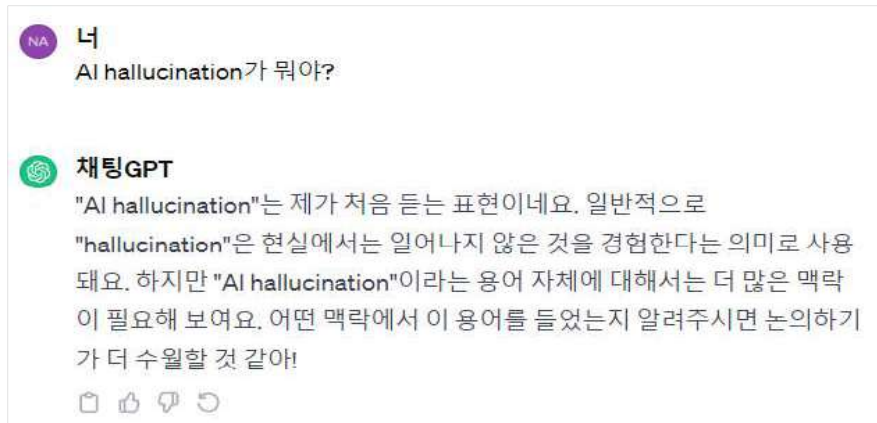 NA
너
AI hallucination가 뭐야?
채팅GPT
"AI hallucination"는 제가 처음 듣는 표현이네요. 일반적으로
"hallucination"은 현실에서는 일어나지 않은 것을 경험한다는 의미로 사용
돼요. 하지만 "AI hallucination"이라는 용어 자체에 대해서는 더 많은 맥락
이 필요해 보여요. 어떤 맥락에서 이 용어를 들었는지 알려주시면 논의하기
가 더 수월할 것 같아!